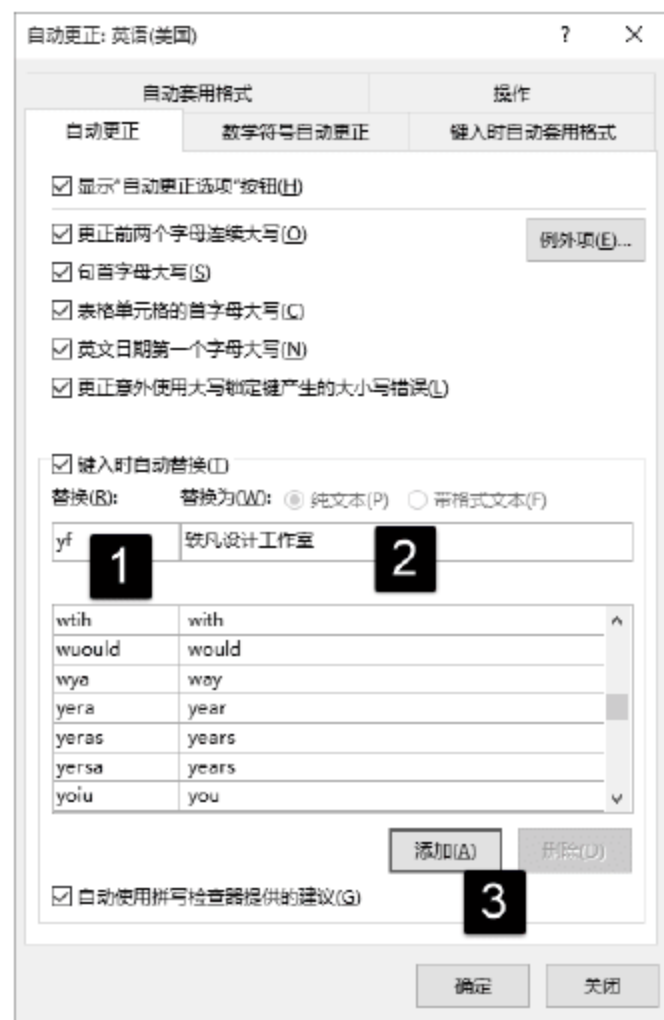 自动更正: 英语(美国) ? ×
自动套用格式 操作
自动更正 数学符号自动更正 键入时自动套用格式
显示"自动更正选项"按钮(H)
更正前两个字母连续大写(O) 例外项(E)...
句首字母大写(S)
表格单元格的首字母大写(C)
英文日期第一个字母大写(N)
更正意外使用大写锁定键产生的大小写错误(L)
键入时自动替换(T)
替换(R): 替换为(W): 纯文本(P) 带格式文本(F)
yf 1 轶凡设计工作室 2
wtih with
wuould would
wya way
yera year
yeras years
yersa years
yoiu you
添加(A) 删除(D)
自动使用拼写检查器提供的建议(G) 3
确定 关闭